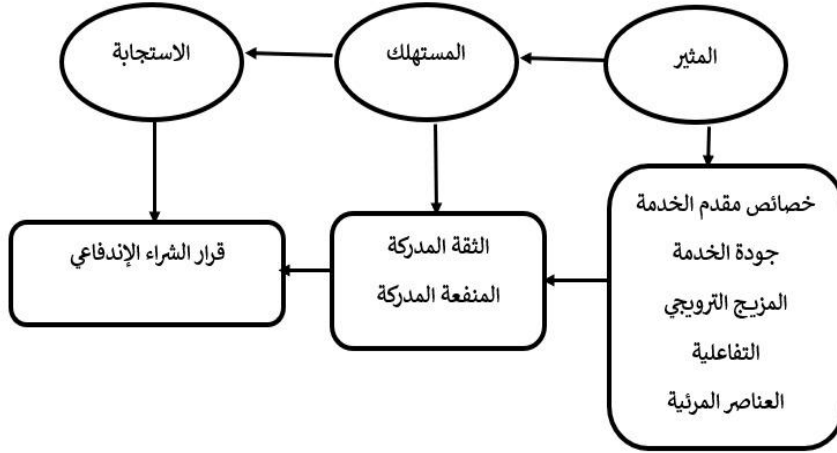 المثير
المستهلك
الاستجابة
خصائص مقدم الخدمة
جودة الخدمة
المزيج الترويجي
التفاعلية
العناصر المرئية
الثقة المدركة
المنفعة المدركة
قرار الشراء الإندفاعي